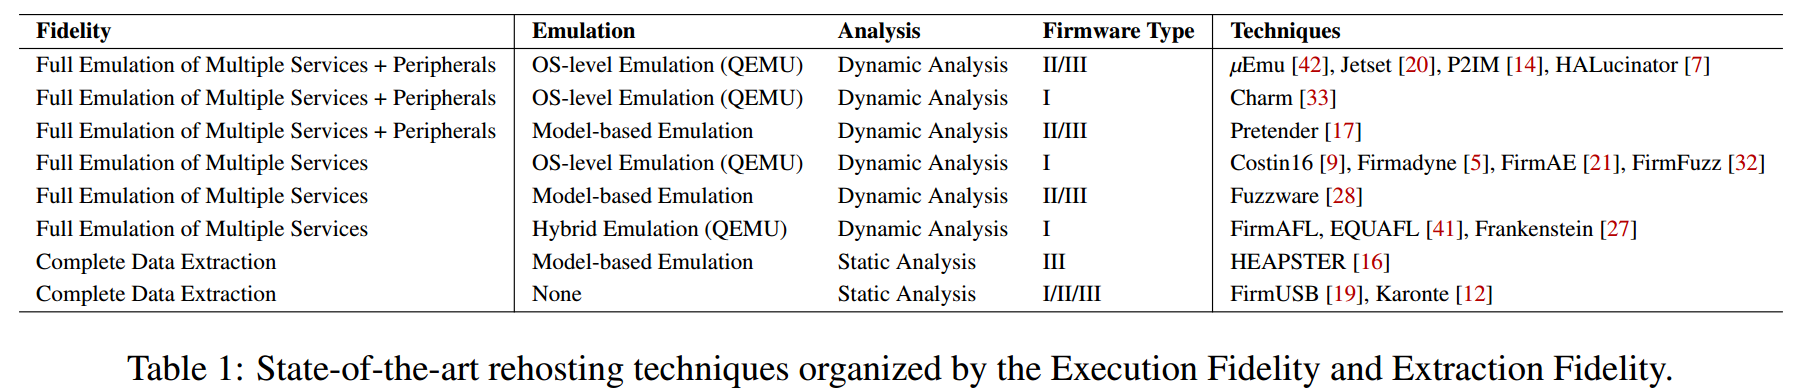 Fidelity Emulation Analysis Firmware Type Techniques
Full Emulation of Multiple Services + Peripherals OS-level Emulation (QEMU) Dynamic Analysis II/III μEmu [42], Jetset [20], P2IM [14], HALucinator [7]
Full Emulation of Multiple Services + Peripherals OS-level Emulation (QEMU) Dynamic Analysis I Charm [33]
Full Emulation of Multiple Services + Peripherals Model-based Emulation Dynamic Analysis II/III Pretender [17]
Full Emulation of Multiple Services OS-level Emulation (QEMU) Dynamic Analysis I Costin16 [9], Firmadyne [5], FirmAE [21], FirmFuzz [32]
Full Emulation of Multiple Services Model-based Emulation Dynamic Analysis II/III Fuzzware [28]
Full Emulation of Multiple Services Hybrid Emulation (QEMU) Dynamic Analysis I FirmAFL, EQUAFL [41], Frankenstein [27]
Complete Data Extraction Model-based Emulation Static Analysis III HEAPSTER [16]
Complete Data Extraction None Static Analysis I/II/III FirmUSB [19], Karonte [12]
Table 1: State-of-the-art rehosting techniques organized by the Execution Fidelity and Extraction Fidelity.